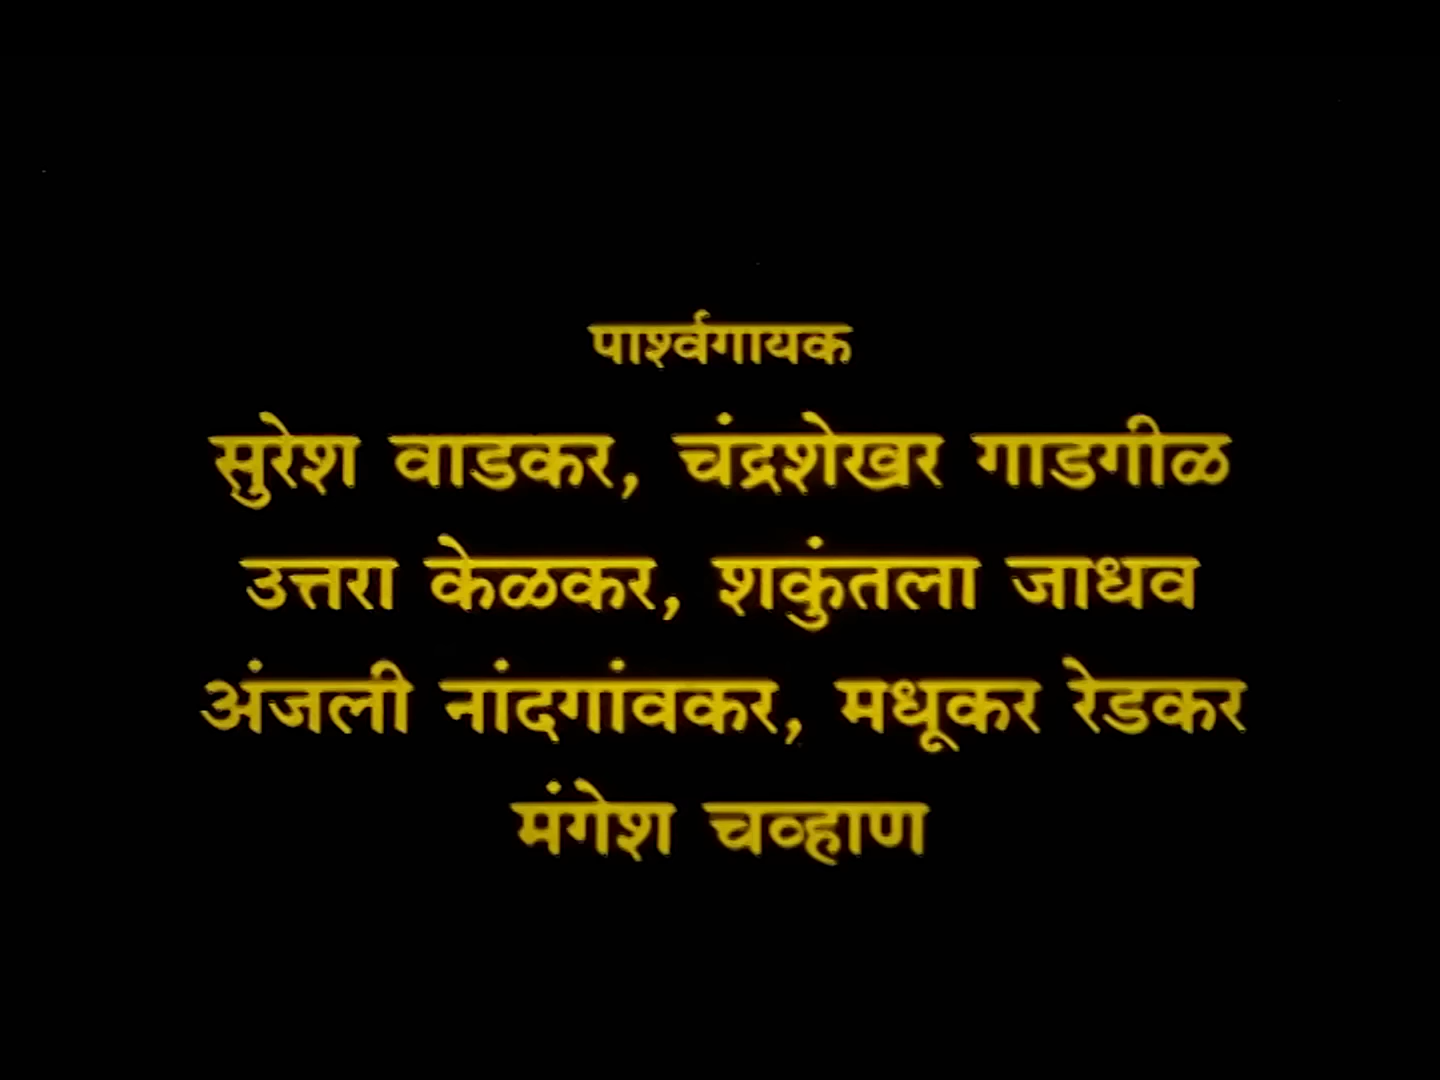 पार्श्वगायक
सुरेश वाडकर, चंद्रशेखर गाडगीळ
उत्तरा केळकर, शकुंतला जाधव
अंजली नांदगांवकर, मधूकर रेडकर
मंगेश चव्हाण